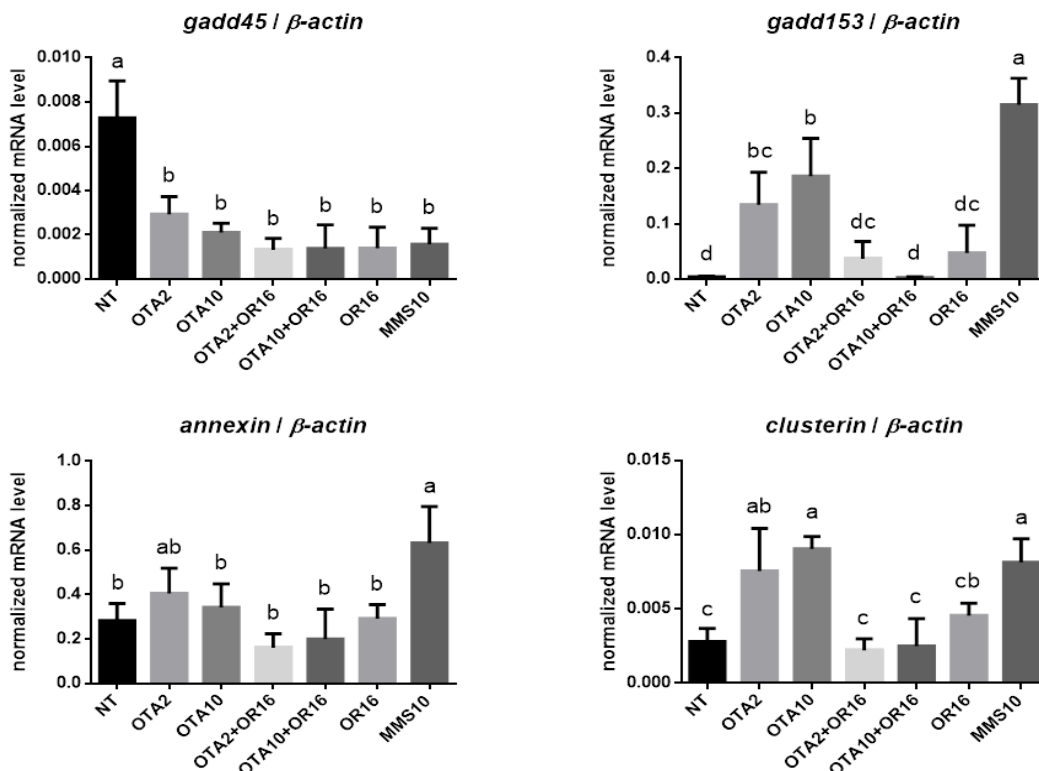 gadd45 / β-actin
normalized mRNA level
0.010
0.008
0.006
0.004
0.002
0.000
a
b
b
b
b
b
b
NT
OTA2
OTA10
OTA2+OR16
OTA10+OR16
OR16
MMS10
gadd153 / β-actin
normalized mRNA level
0.4
0.3
0.2
0.1
0.0
d
bc
b
dc
d
dc
a
NT
OTA2
OTA10
OTA2+OR16
OTA10+OR16
OR16
MMS10
annexin / β-actin
normalized mRNA level
1.0
0.8
0.6
0.4
0.2
0.0
b
ab
b
b
b
b
a
NT
OTA2
OTA10
OTA2+OR16
OTA10+OR16
OR16
MMS10
clusterin / β-actin
normalized mRNA level
0.015
0.010
0.005
0.000
c
ab
a
c
c
cb
a
NT
OTA2
OTA10
OTA2+OR16
OTA10+OR16
OR16
MMS10